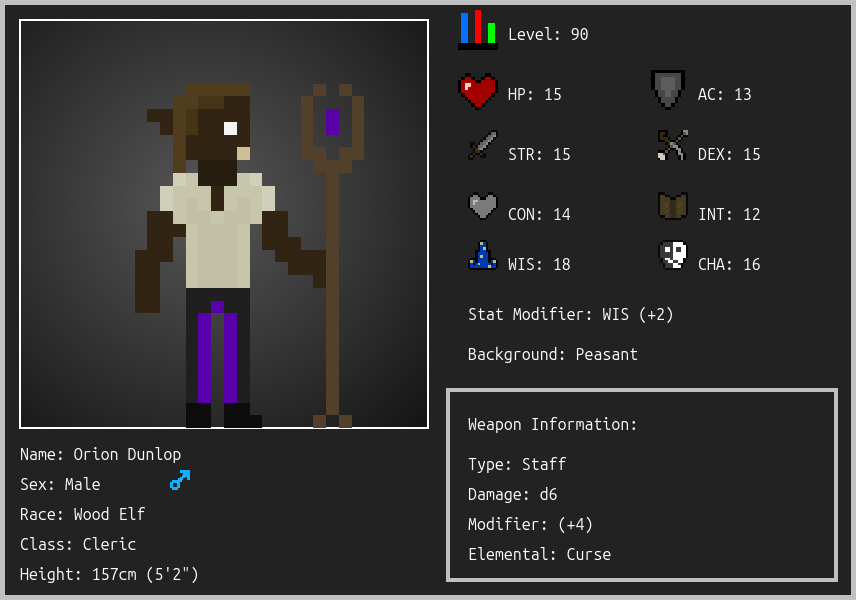 Level: 90
HP: 15
AC: 13
STR: 15
DEX: 15
CON: 14
INT: 12
WIS: 18
CHA: 16
Stat Modifier: WIS (+2)
Background: Peasant
Weapon Information:
Type: Staff
Damage: d6
Modifier: (+4)
Elemental: Curse
Name: Orion Dunlop
Sex: Male
Race: Wood Elf
Class: Cleric
Height: 157cm (5'2")